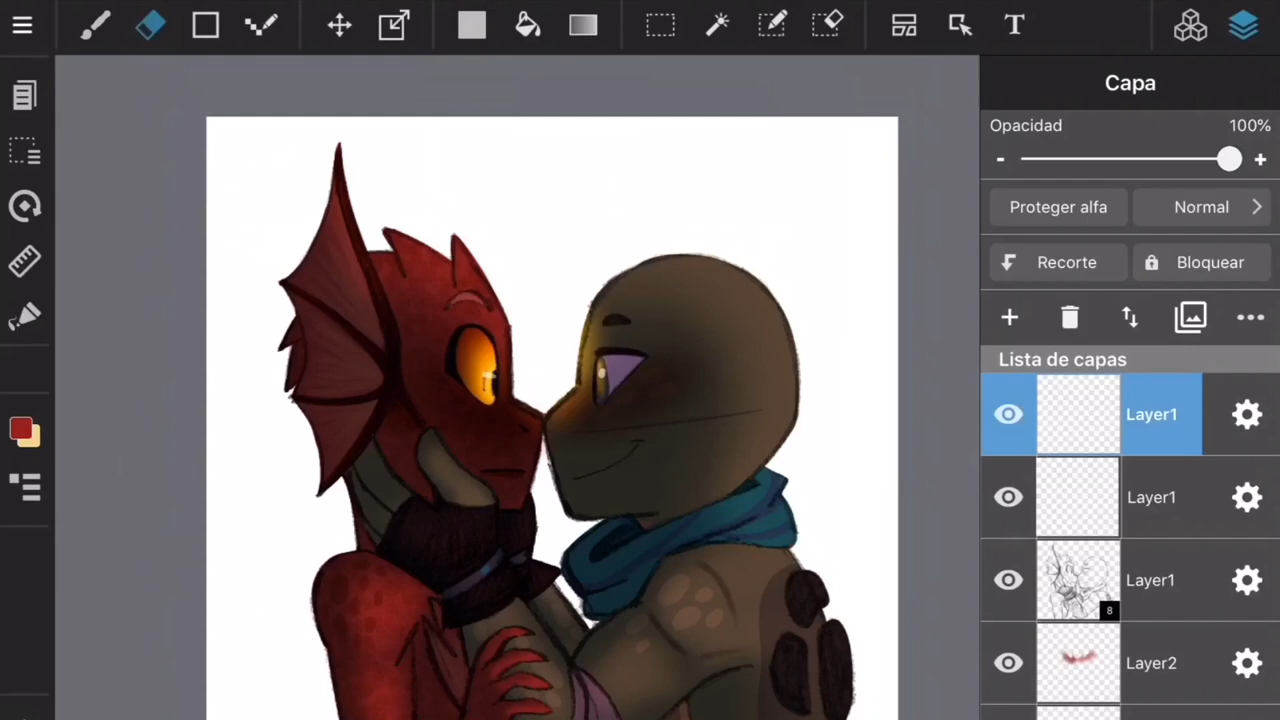 T
Capa
Opacidad 100%
- +
Proteger alfa Normal
Recorte Bloquear
Lista de capas
Layer1
Layer1
Layer1
8
Layer2